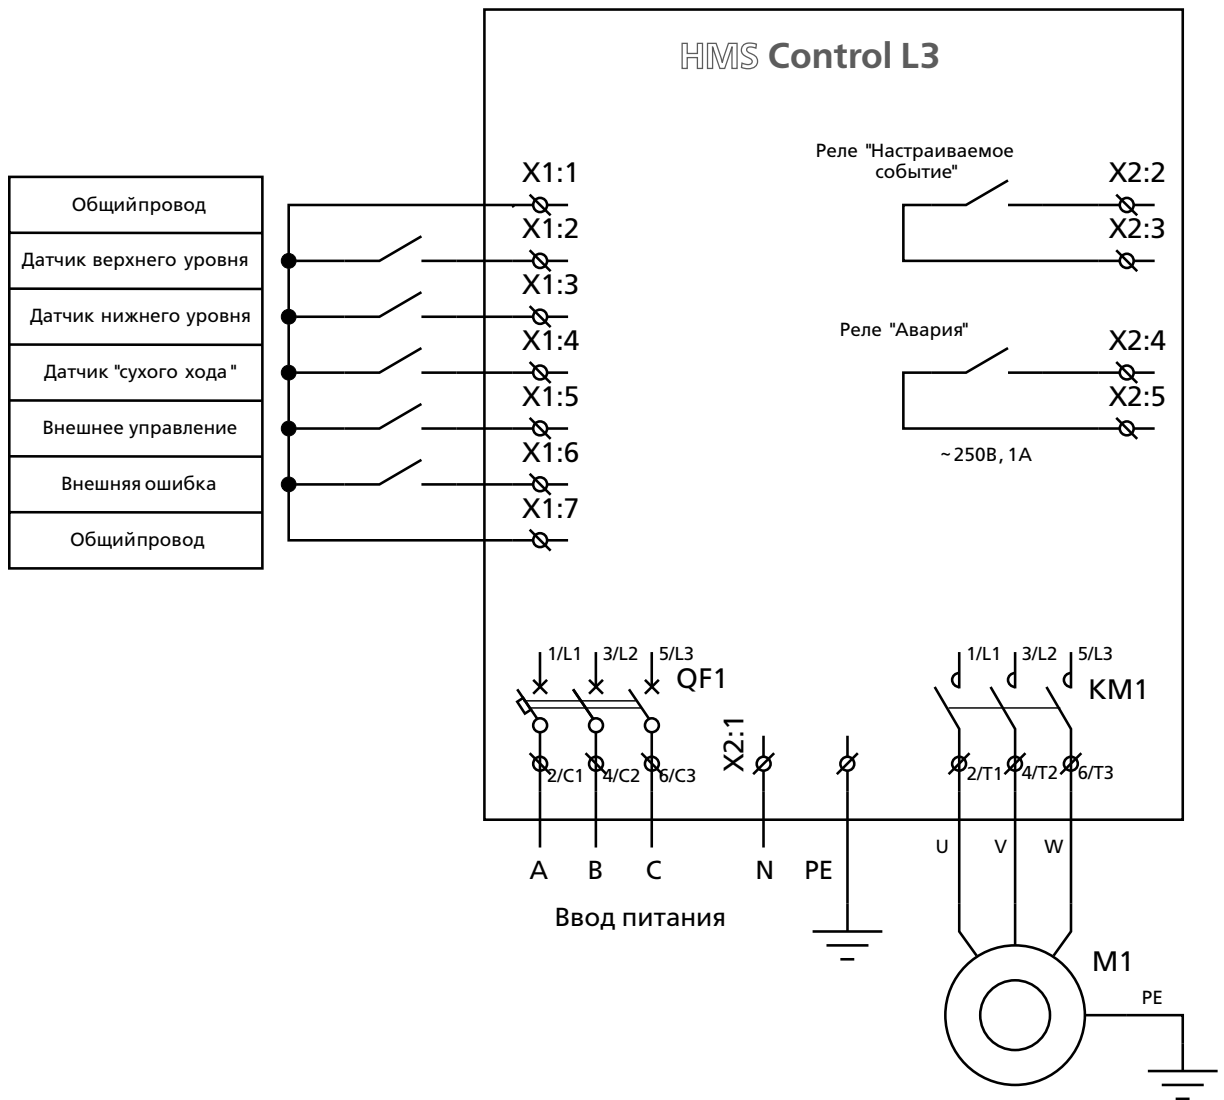 HMS Control L3
Реле "Настраиваемое
событие"
X1:1
X2:2
Общийпровод
X1:2
X2:3
Датчик верхнего уровня
X1:3
Датчик нижнего уровня
Реле "Авария"
X1:4
X2:4
Датчик "сухого хода"
X1:5
X2:5
Внешнее управление
X1:6
~250В, 1А
Внешняя ошибка
X1:7
Общийпровод
1/L1 3/L2 5/L3
QF1
1/L1 3/L2 5/L3
KM1
X2:1
2/C1 4/C2 6/C3
2/T1 4/T2 6/T3
U V W
A B C N PE
Ввод питания
M1
PE